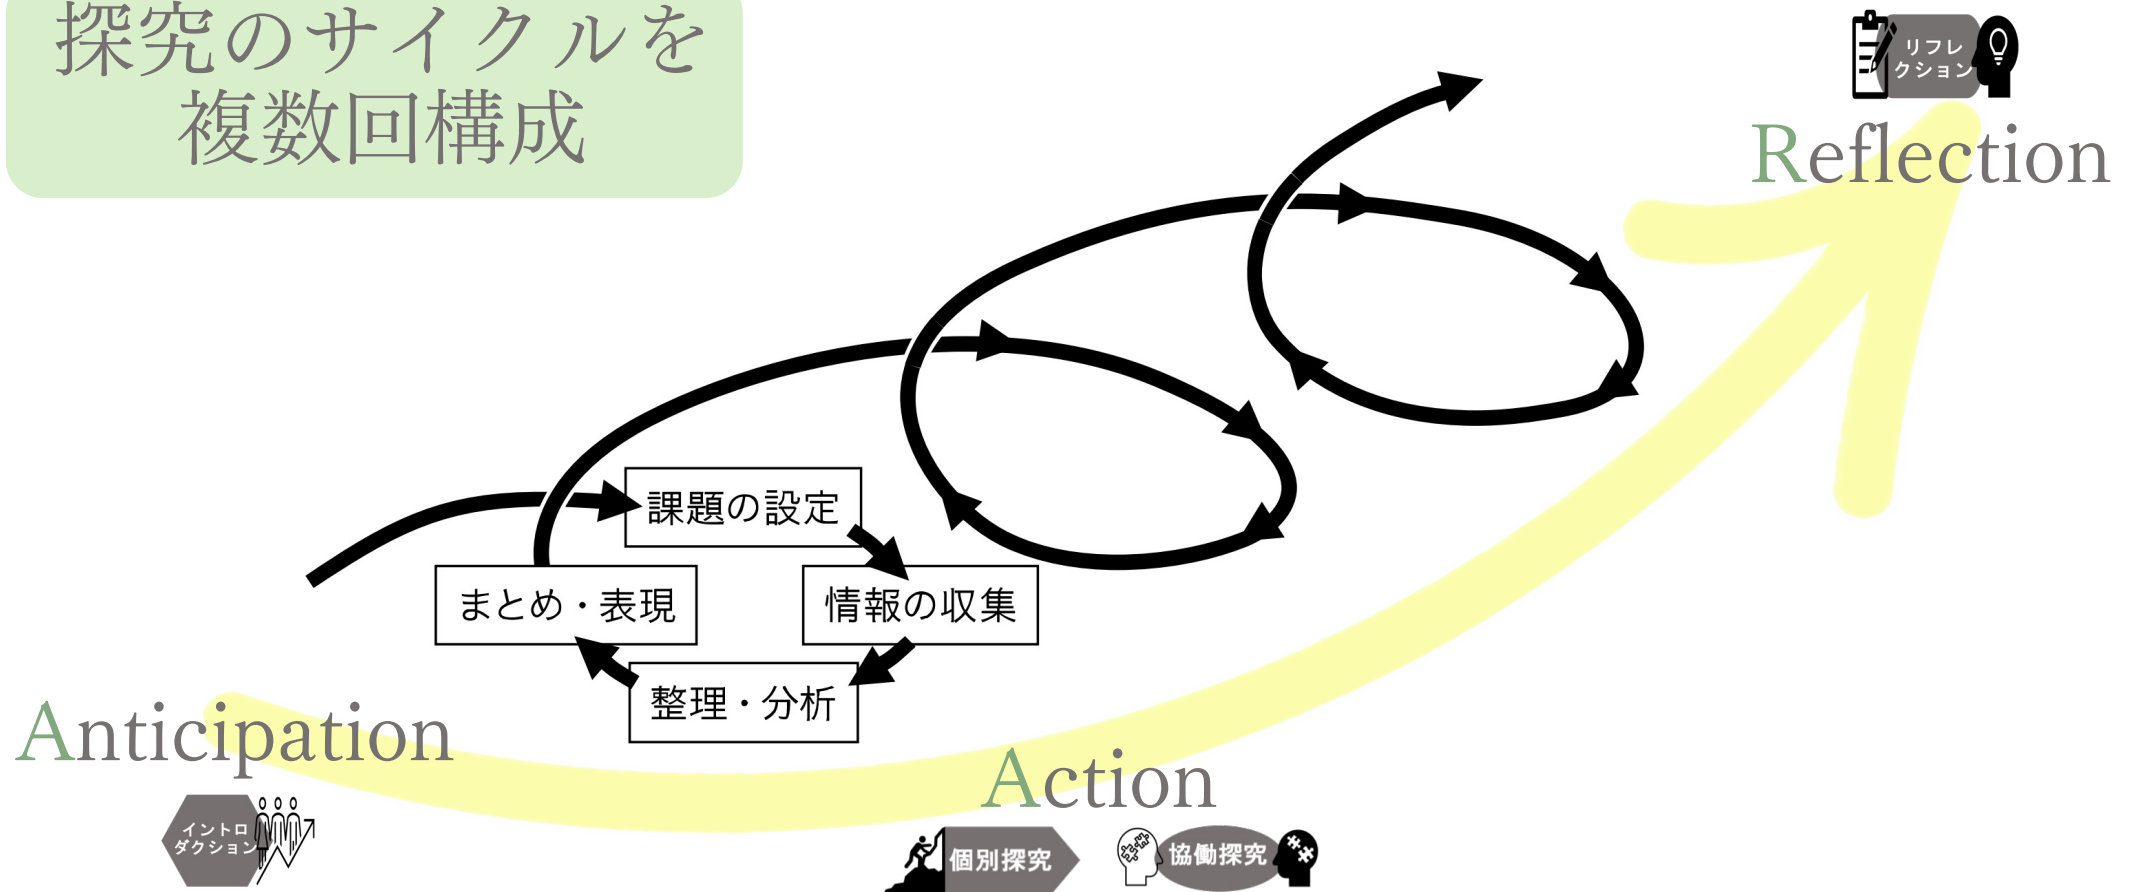 探究のサイクルを
複数回構成
リフレ
クション
Reflection
課題の設定
まとめ・表現
情報の収集
整理・分析
Anticipation
イントロ
ダクション
Action
個別探究
協働探究